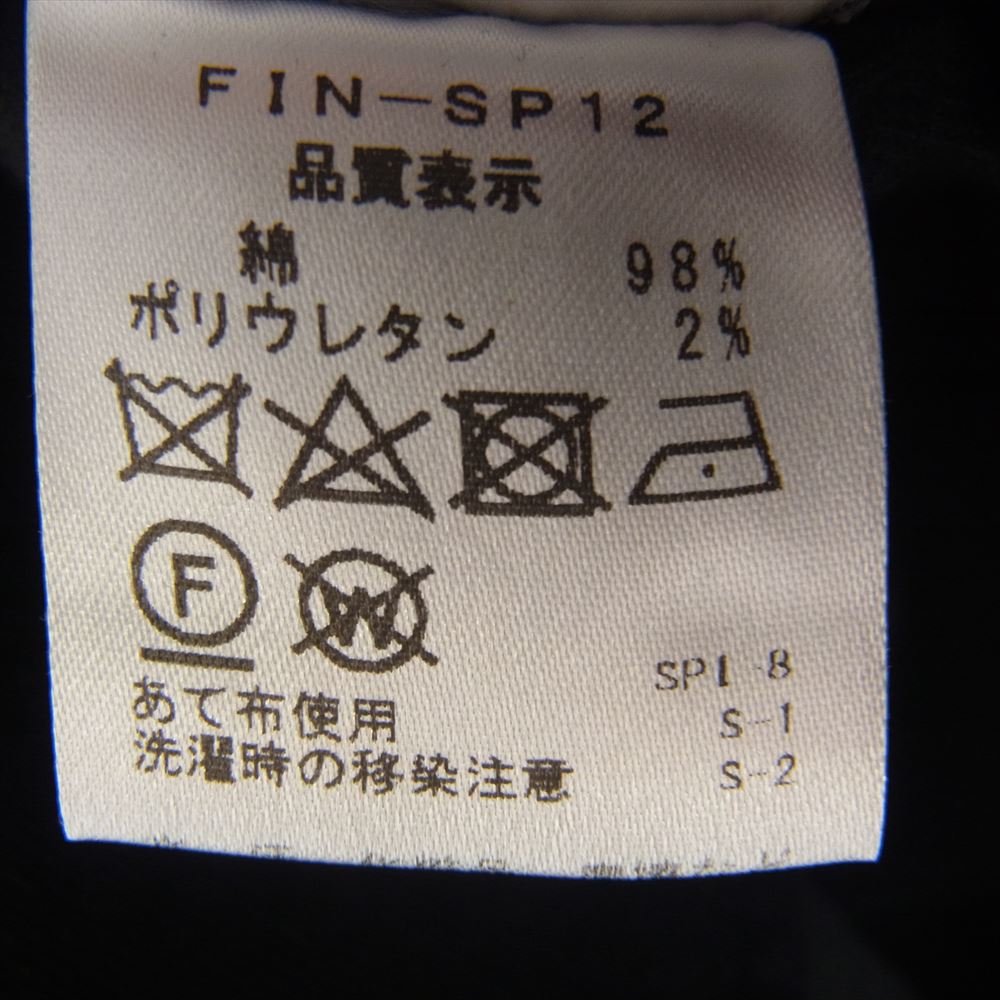 FIN-SP12
品質表示
綿 98%
ポリウレタン 2%
F
W
あて布使用
洗濯時の移染注意
SP1-8
S-1
S-2